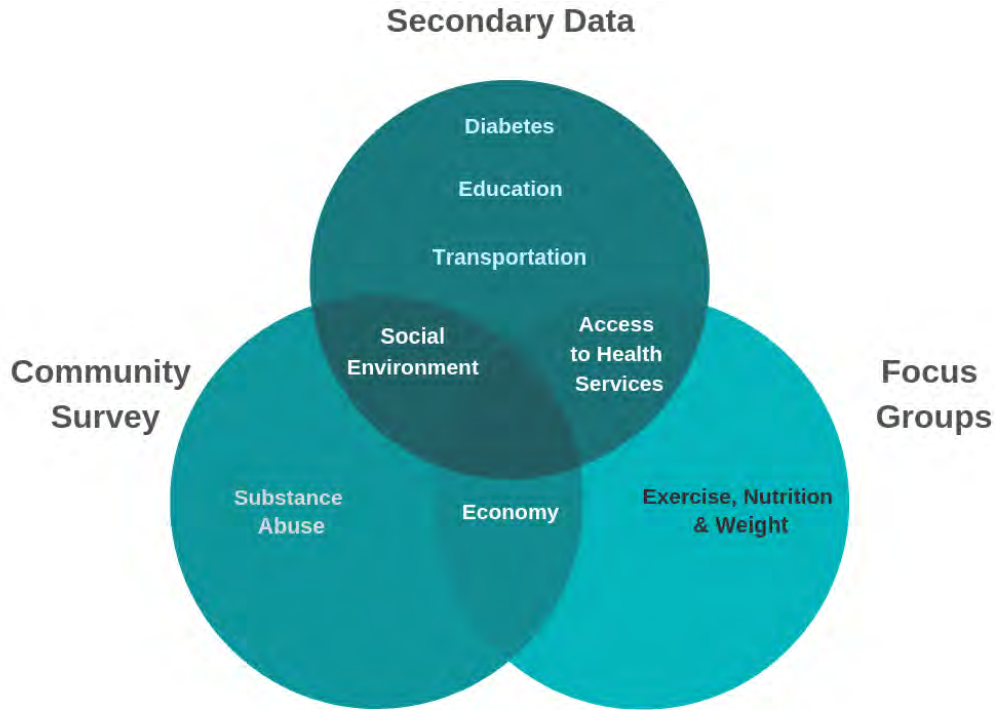 Secondary Data
Diabetes
Education
Transportation
Social
Environment
Access
to Health
Services
Community
Survey
Focus
Groups
Substance
Abuse
Economy
Exercise, Nutrition
& Weight